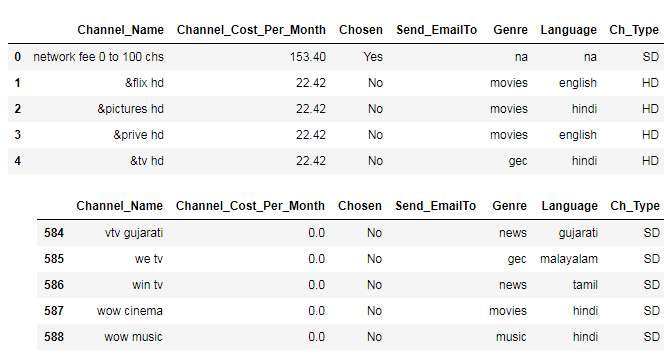 Channel_Name Channel_Cost_Per_Month Chosen Send_EmailTo Genre Language Ch_Type
0 network fee 0 to 100 chs 153.40 Yes na na SD
1 &flix hd 22.42 No movies english HD
2 &pictures hd 22.42 No movies hindi HD
3 &prive hd 22.42 No movies english HD
4 &tv hd 22.42 No gec hindi HD
Channel_Name Channel_Cost_Per_Month Chosen Send_EmailTo Genre Language Ch_Type
584 vtv gujarati 0.0 No news gujarati SD
585 we tv 0.0 No gec malayalam SD
586 win tv 0.0 No news tamil SD
587 wow cinema 0.0 No movies hindi SD
588 wow music 0.0 No music hindi SD